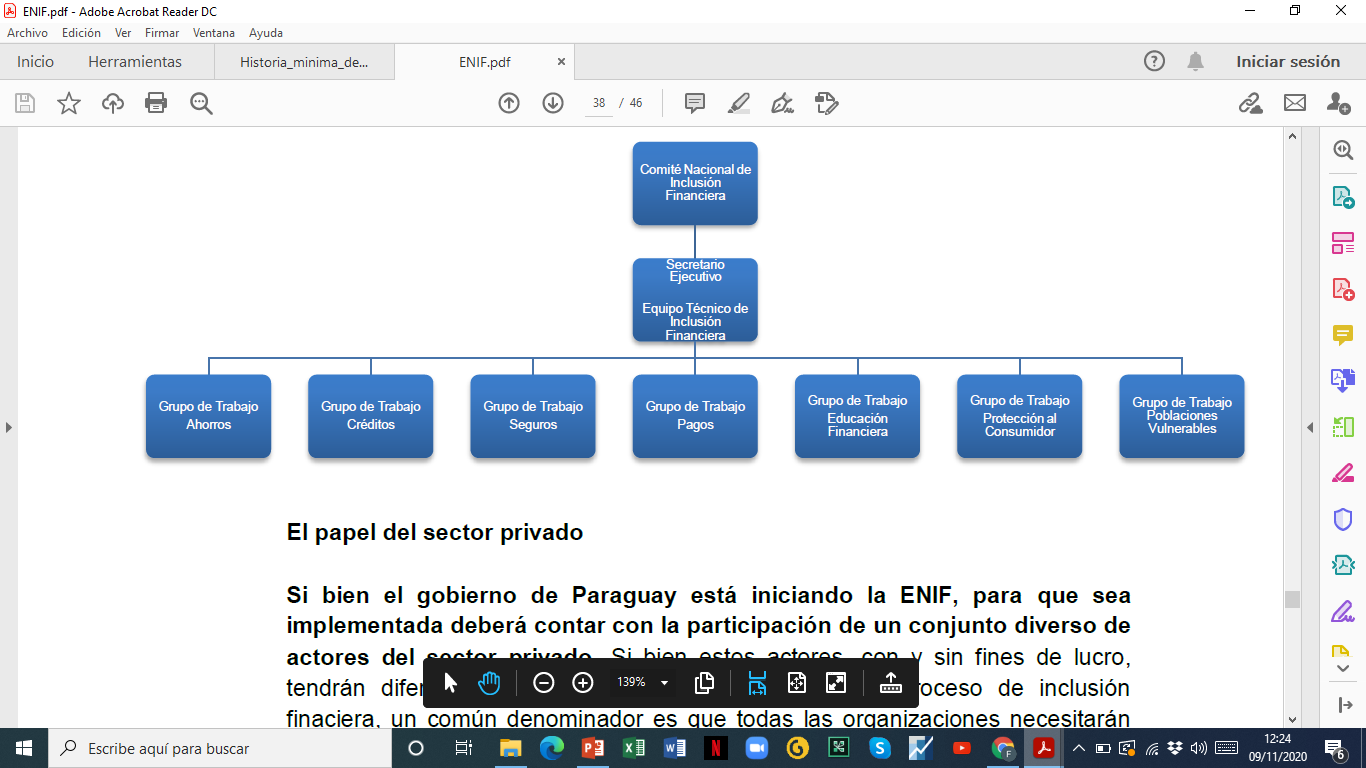 ENIF.pdf - Adobe Acrobat Reader DC
Archivo Edición Ver Firmar Ventana Ayuda
Inicio Herramientas Historia_minima_de... ENIF.pdf × Iniciar sesión
38 / 46
Comité Nacional de
Inclusión
Financiera
Secretario
Ejecutivo
Equipo Técnico de
Inclusión
Financiera
Grupo de Trabajo
Ahorros
Grupo de Trabajo
Créditos
Grupo de Trabajo
Seguros
Grupo de Trabajo
Pagos
Grupo de Trabajo
Educación
Financiera
Grupo de Trabajo
Protección al
Consumidor
Grupo de Trabajo
Poblaciones
Vulnerables
El papel del sector privado
Si bien el gobierno de Paraguay está iniciando la ENIF, para que sea
implementada deberá contar con la participación de un conjunto diverso de
actores del sector privado. Si bien estos actores, con y sin fines de lucro,
tendrán difer roceso de inclusión
finaciera, un común denominador es que todas las organizaciones necesitarán
139%
Escribe aquí para buscar
12:24
09/11/2020
6